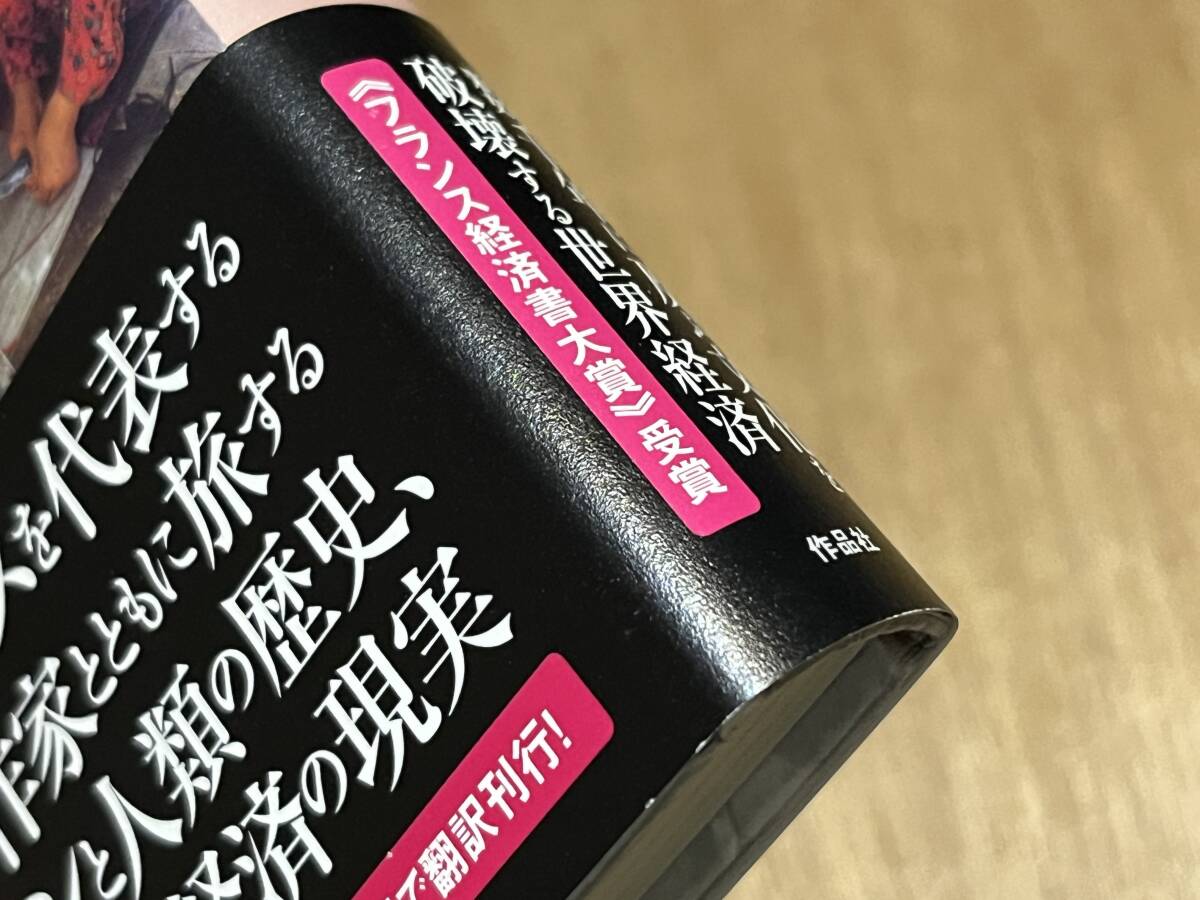 破壊する世界経済
《フランス経済書大賞》受賞
作品社
を代表する
家とともに旅する
と人類の歴史、
済の現実
で翻訳刊行!